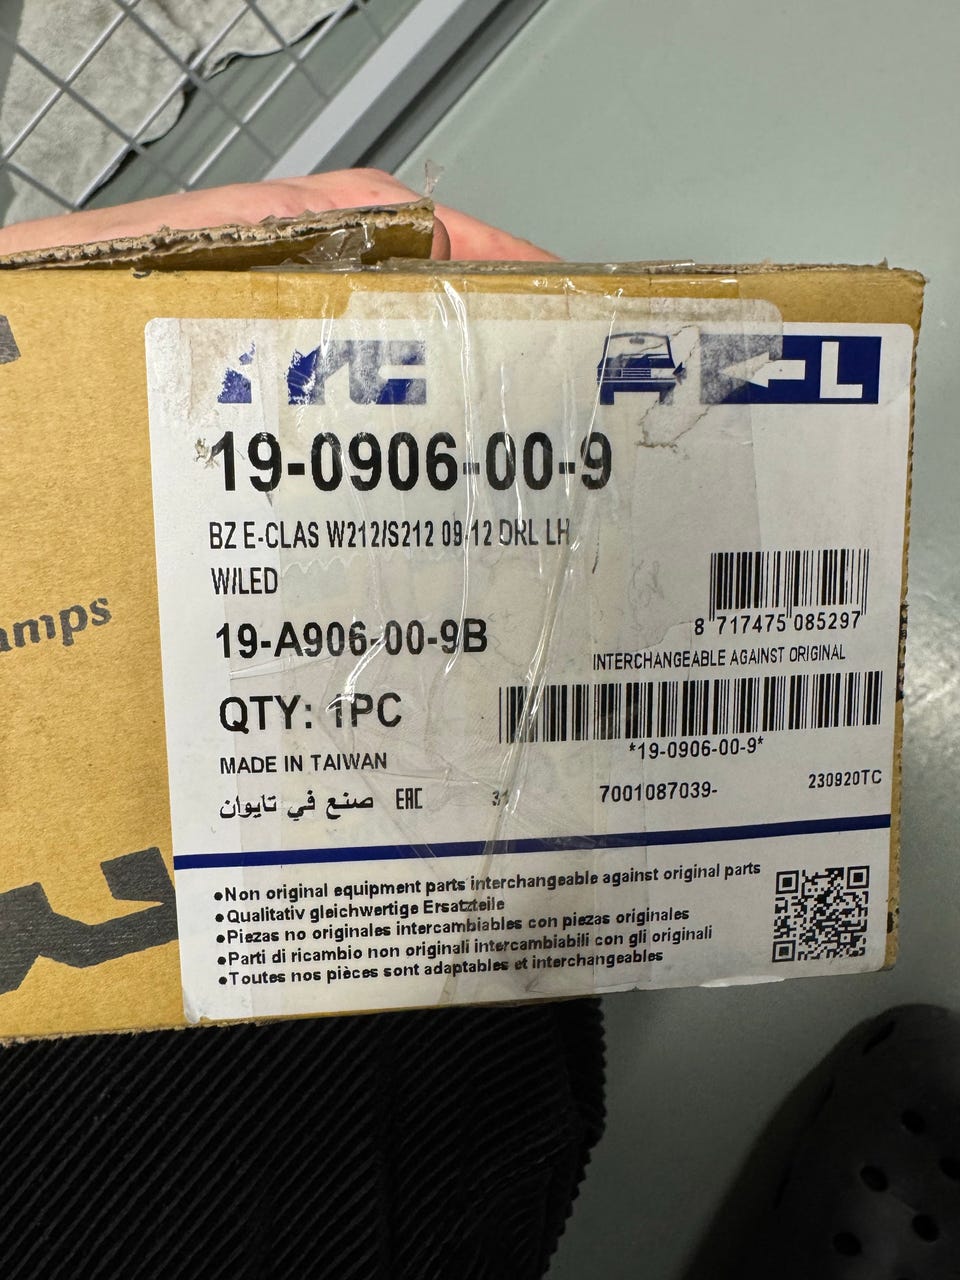 L
19-0906-00-9
BZ E-CLAS W212/S212 09-12 DRL LH
W/LED
8 717475 085297
19-A906-00-9B
INTERCHANGEABLE AGAINST ORIGINAL
QTY: 1PC
*19-0906-00-9*
MADE IN TAIWAN
صنع في تايوان EAC
7001087039-
230920TC
•Non original equipment parts interchangeable against original parts
•Qualitativ gleichwertige Ersatzteile
•Piezas no originales intercambiables con piezas originales
•Parti di ricambio non originali intercambiabili con gli originali
•Toutes nos pièces sont adaptables et interchangeables